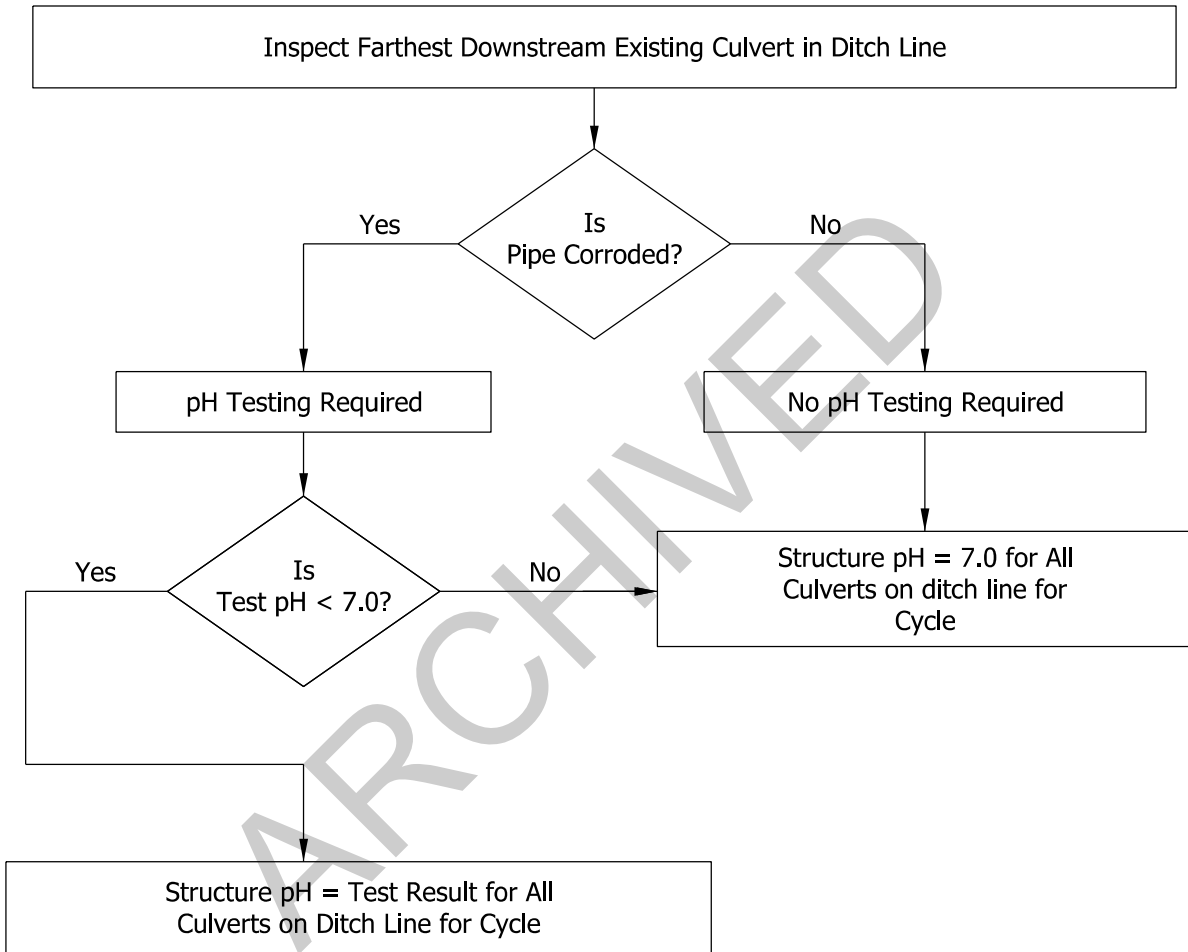 Inspect Farthest Downstream Existing Culvert in Ditch Line
Is
Pipe Corroded?
Yes
No
pH Testing Required
No pH Testing Required
Is
Test pH < 7.0?
Yes
No
Structure pH = 7.0 for All
Culverts on ditch line for
Cycle
Structure pH = Test Result for All
Culverts on Ditch Line for Cycle
ARCHIVED